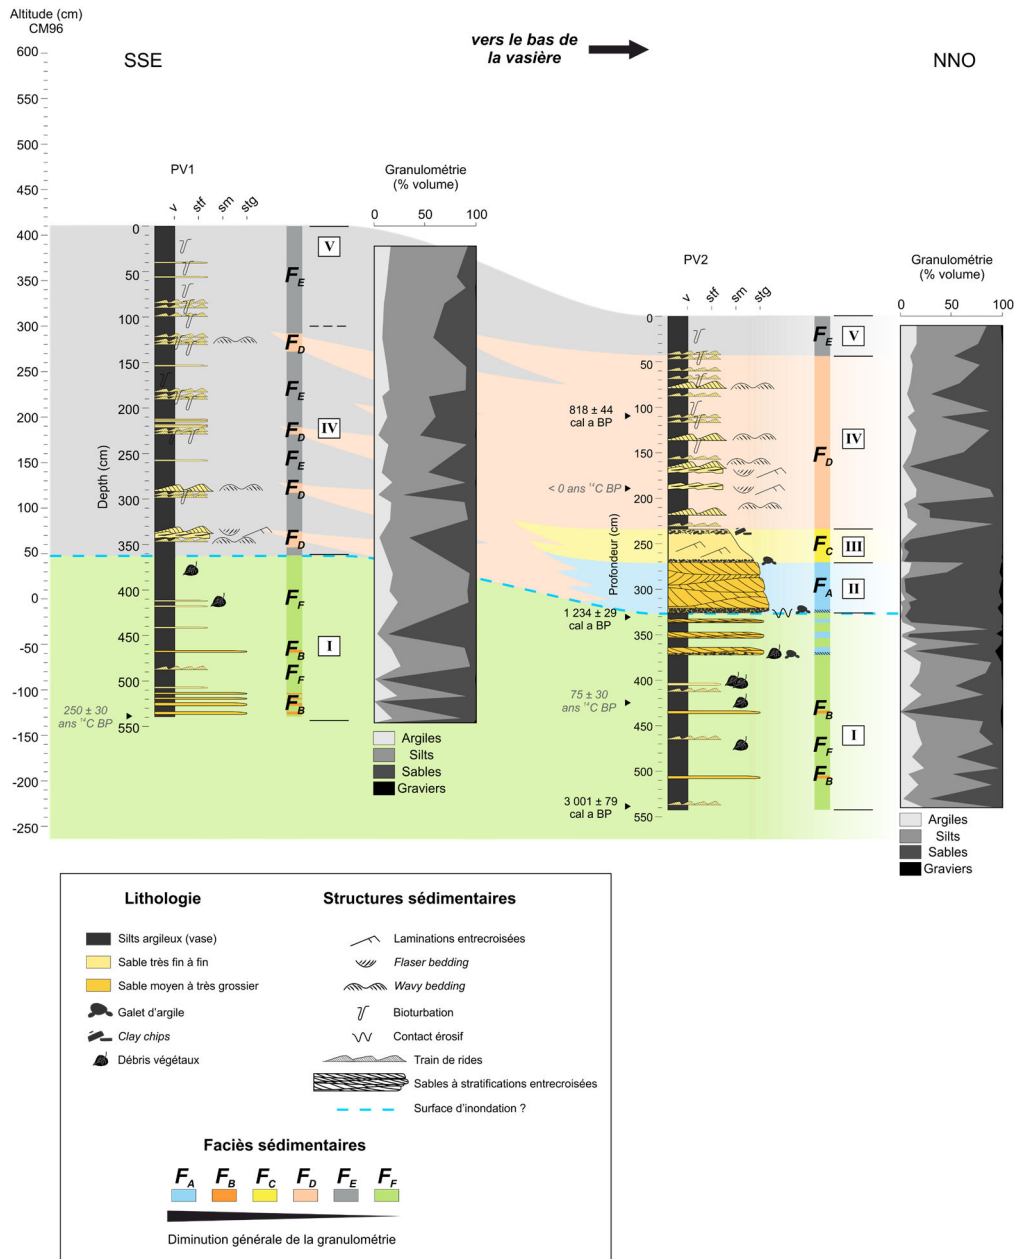 Altitude (cm)
CM96
SSE
vers le bas de
la vasière
NNO
600
550
500
450
400
350
300
250
200
150
100
50
0
-50
-100
-150
-200
-250
PV1
v
stf
sm
stg
Granulométrie
(% volume)
0
50
100
Depth (cm)
0
50
100
150
200
250
300
350
400
450
500
550
FE
FD
FE
FD
FE
FD
FD
FF
FB
FF
FB
V
IV
I
250 ± 30
ans ¹⁴C BP
Argiles
Silts
Sables
Graviers
PV2
v
stf
sm
stg
Granulométrie
(% volume)
0
50
100
Profondeur (cm)
0
50
100
150
200
250
300
350
400
450
500
550
818 ± 44
cal a BP
< 0 ans ¹⁴C BP
1 234 ± 29
cal a BP
75 ± 30
ans ¹⁴C BP
3 001 ± 79
cal a BP
FE
FD
FC
FA
FB
FF
FB
V
IV
III
II
I
Argiles
Silts
Sables
Graviers
Lithologie
Silts argileux (vase)
Sable très fin à fin
Sable moyen à très grossier
Galet d'argile
Clay chips
Débris végétaux
Structures sédimentaires
Laminations entrecroisées
Flaser bedding
Wavy bedding
Bioturbation
Contact érosif
Train de rides
Sables à stratifications entrecroisées
Surface d'inondation ?
Faciès sédimentaires
FA FB FC FD FE FF
Diminution générale de la granulométrie